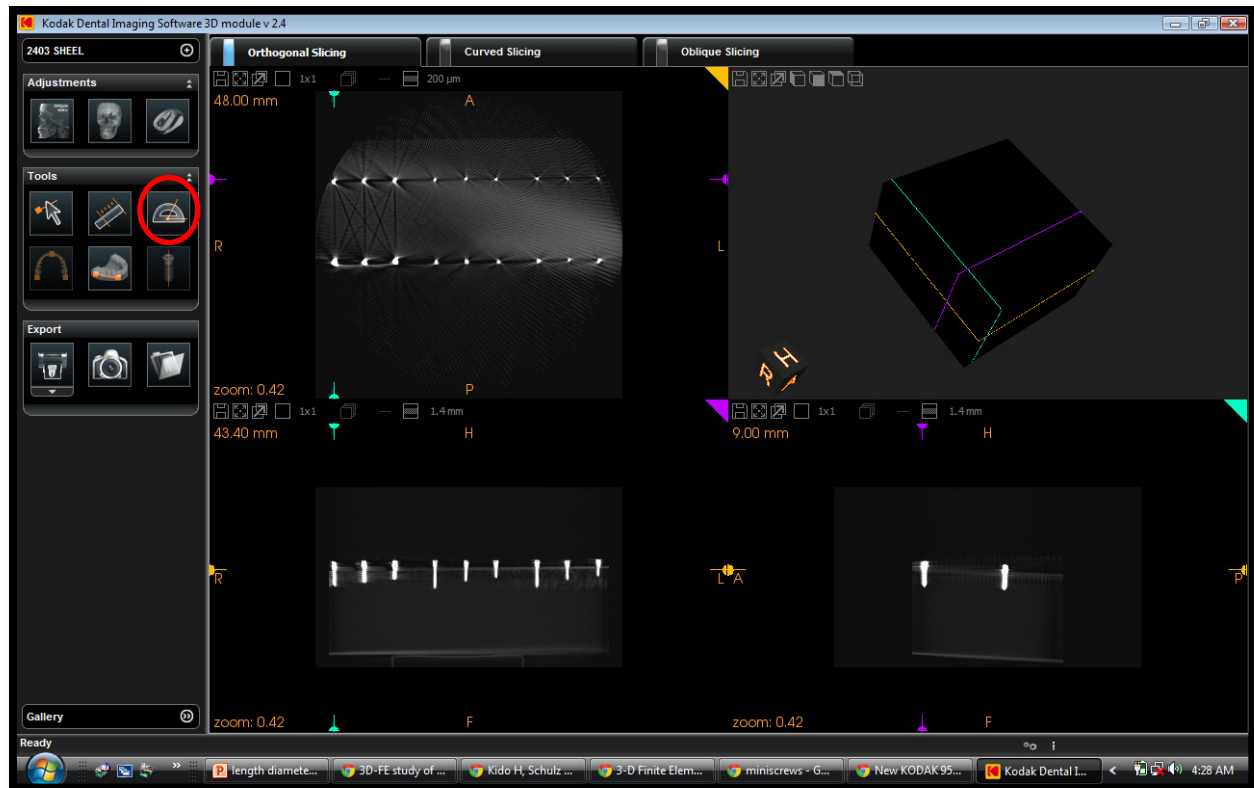 Kodak Dental Imaging Software 3D module v 2.4
2403 SHEEL
Orthogonal Slicing
Curved Slicing
Oblique Slicing
Adjustments
Tools
Export
Gallery
1x1
200 µm
48.00 mm
A
R
L
zoom: 0.42
P
H
R
1x1
1.4 mm
43.40 mm
H
R
L
zoom: 0.42
F
1x1
1.4 mm
9.00 mm
H
A
P
zoom: 0.42
F
Ready
length diamete...
3D-FE study of ...
Kido H, Schulz ...
3-D Finite Elem...
miniscrews - G...
New KODAK 95...
Kodak Dental I...
4:28 AM